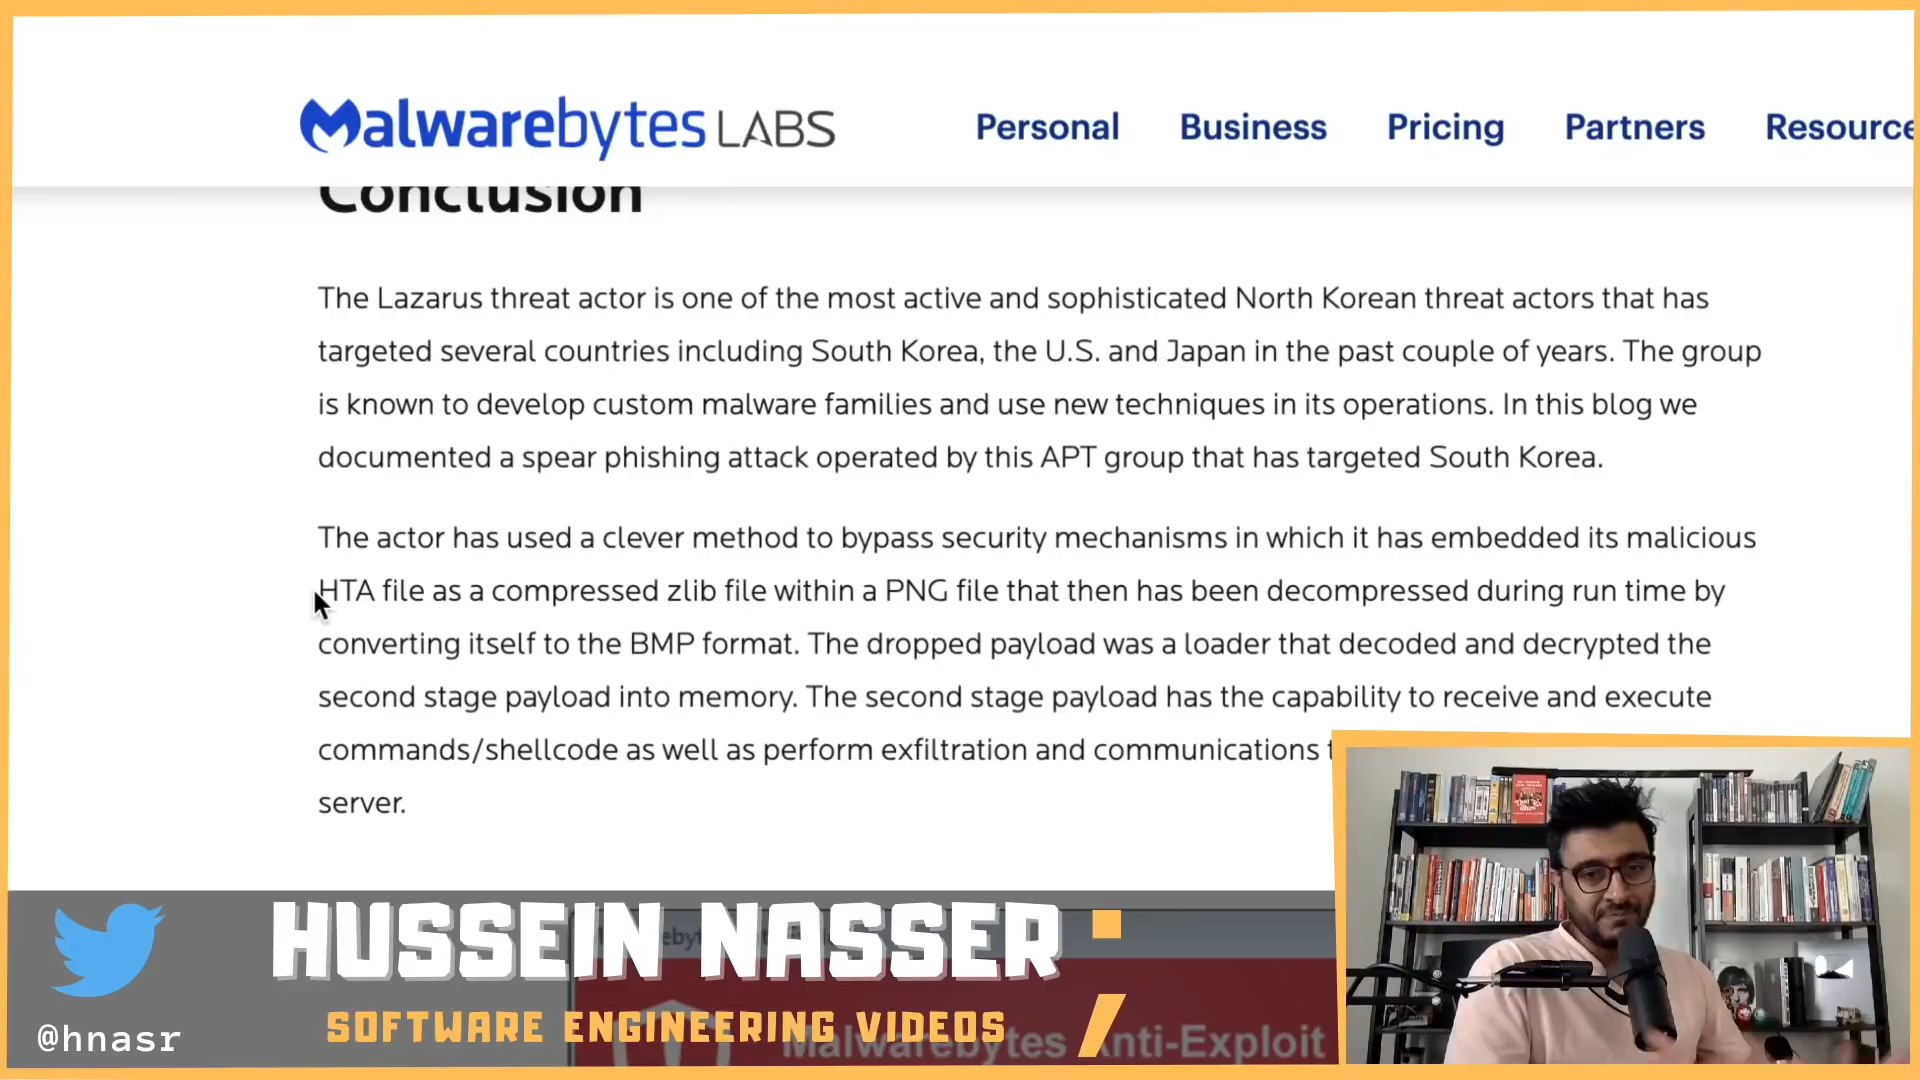 Malwarebytes LABS
Personal Business Pricing Partners Resource
Conclusion
The Lazarus threat actor is one of the most active and sophisticated North Korean threat actors that has
targeted several countries including South Korea, the U.S. and Japan in the past couple of years. The group
is known to develop custom malware families and use new techniques in its operations. In this blog we
documented a spear phishing attack operated by this APT group that has targeted South Korea.
The actor has used a clever method to bypass security mechanisms in which it has embedded its malicious
HTA file as a compressed zlib file within a PNG file that then has been decompressed during run time by
converting itself to the BMP format. The dropped payload was a loader that decoded and decrypted the
second stage payload into memory. The second stage payload has the capability to receive and execute
commands/shellcode as well as perform exfiltration and communications
server.
HUSSEIN NASSER
SOFTWARE ENGINEERING VIDEOS
@hnasr
Malwarebytes Anti-Exploit